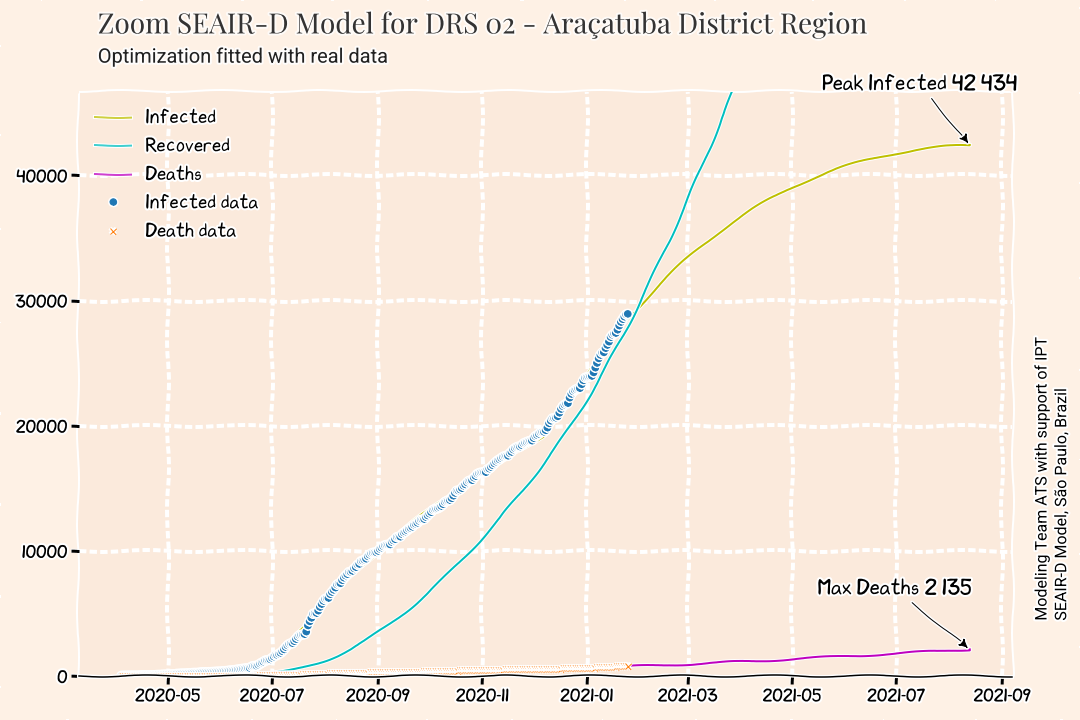 Zoom SEAIR-D Model for DRS 02 - Araçatuba District Region
Optimization fitted with real data
Peak Infected 42 434
Infected
Recovered
Deaths
Infected data
Death data
40000
30000
20000
10000
0
Max Deaths 2 135
2020-05 2020-07 2020-09 2020-11 2021-01 2021-03 2021-05 2021-07 2021-09
Modeling Team ATS with support of IPT
SEAIR-D Model, São Paulo, Brazil